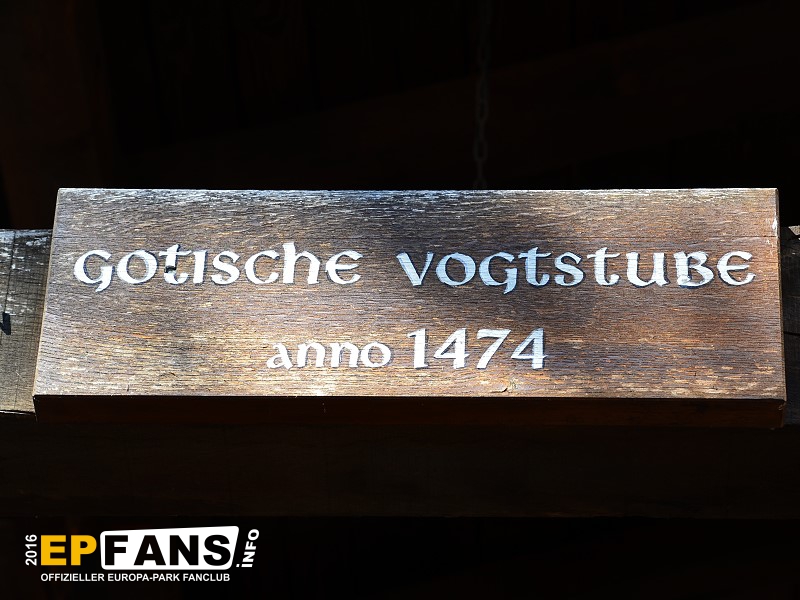 Gotische Vogtstube
anno 1474
2016 EPFANS.INFO
OFFIZIELLER EUROPA-PARK FANCLUB